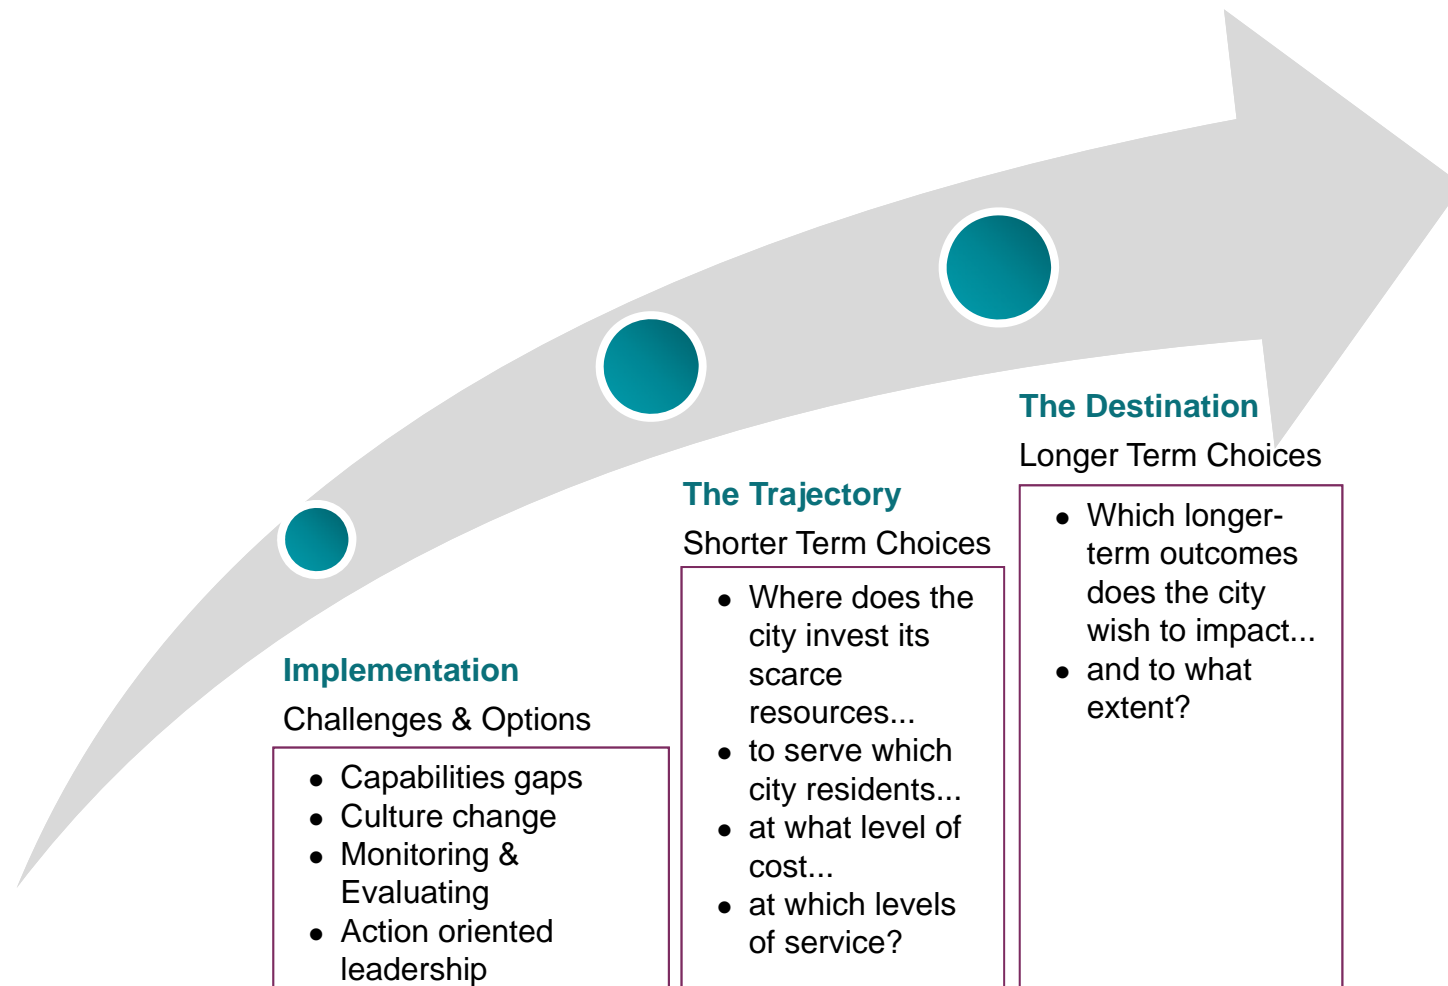 Implementation
Challenges & Options
● Capabilities gaps
● Culture change
● Monitoring &
Evaluating
● Action oriented
leadership
The Trajectory
Shorter Term Choices
● Where does the
city invest its
scarce
resources...
● to serve which
city residents...
● at what level of
cost...
● at which levels
of service?
The Destination
Longer Term Choices
● Which longer-
term outcomes
does the city
wish to impact...
● and to what
extent?